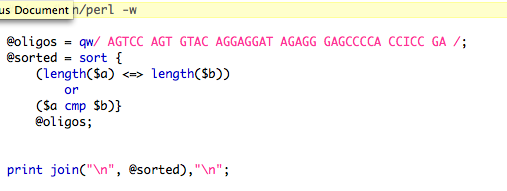 us Document
n/perl -w
@oligos = qw/ AGTCC AGT GTAC AGGAGGAT AGAGG GAGCCCCA CCICC GA /;
@sorted = sort {
(length($a) <=> length($b))
or
($a cmp $b)}
@oligos;
print join("\n", @sorted),"\n";